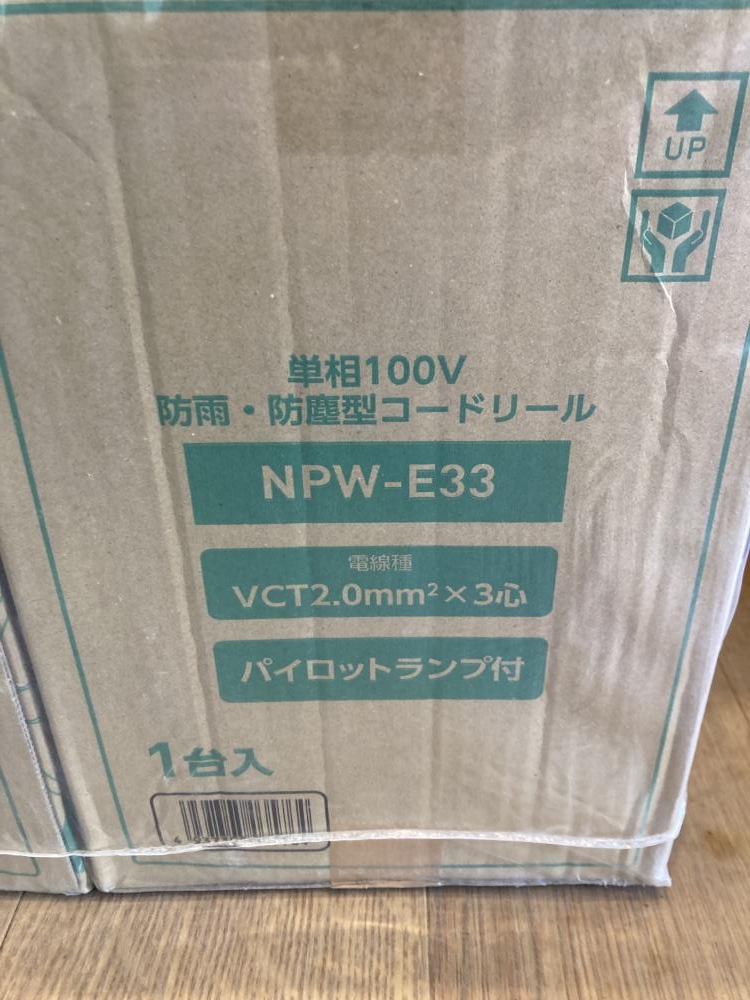 UP
単相100V
防雨・防塵型コードリール
NPW-E33
電線種
VCT2.0mm²×3心
パイロットランプ付
1台入